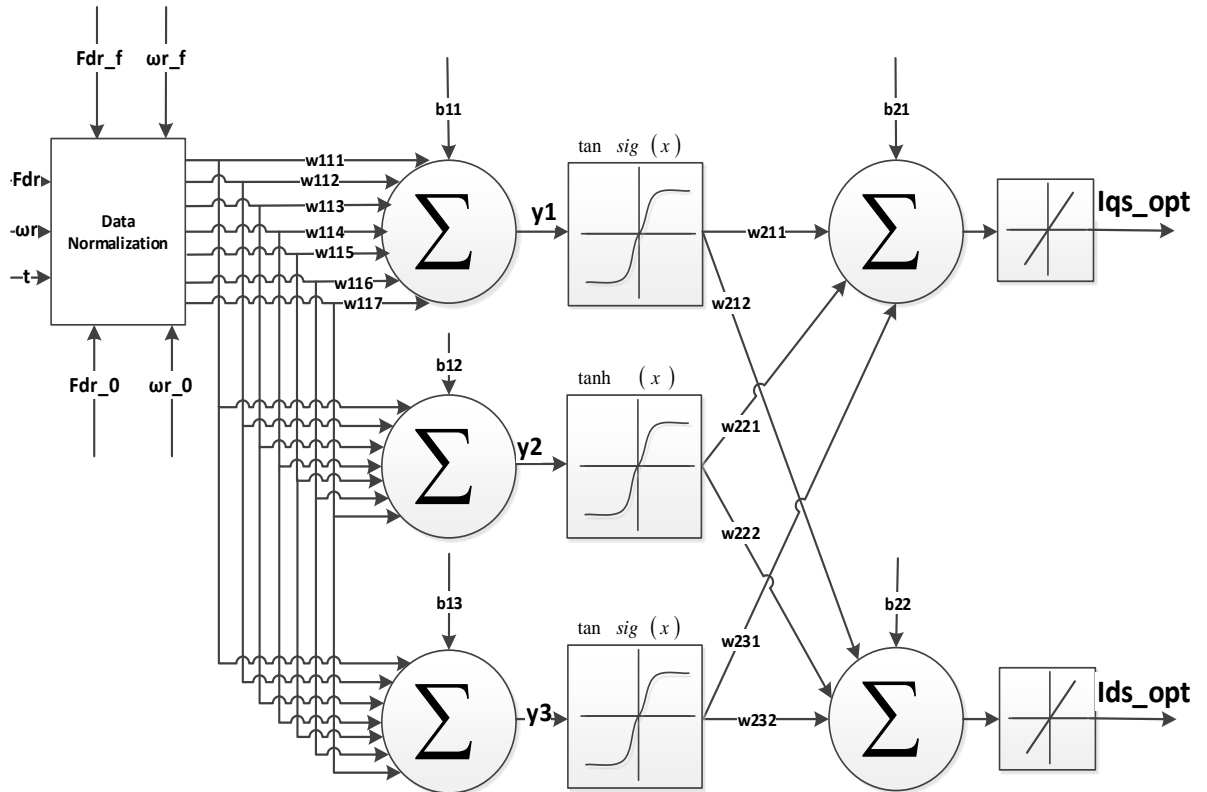 Fdr_f
ωr_f
b11
b21
tan sig (x)
w111
w112
w113
w114
w115
w116
w117
Fdr
ωr
t
Data
Normalization
Σ
y1
w211
Σ
Iqs_opt
w212
Fdr_0
ωr_0
b12
tanh (x)
Σ
y2
w221
w222
b13
b22
tan sig (x)
w231
Σ
y3
w232
Σ
Ids_opt